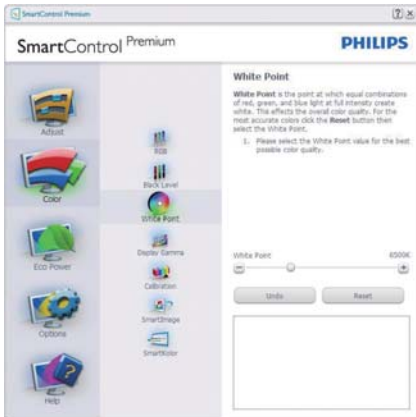 SmartControl Premium
SmartControl Premium
PHILIPS
Adjust
Color
Eco Power
Options
Help
RGB
Black Level
White Point
Display Gamma
Calibration
SmartImage
SmartKolor
White Point
White Point is the point at which equal combinations
of red, green, and blue light at full intensity create
white. This effects the overall color quality. For the
most accurate colors click the Reset button then
select the White Point.
1. Please select the White Point value for the best
possible color quality.
White Point 6500K
Undo Reset